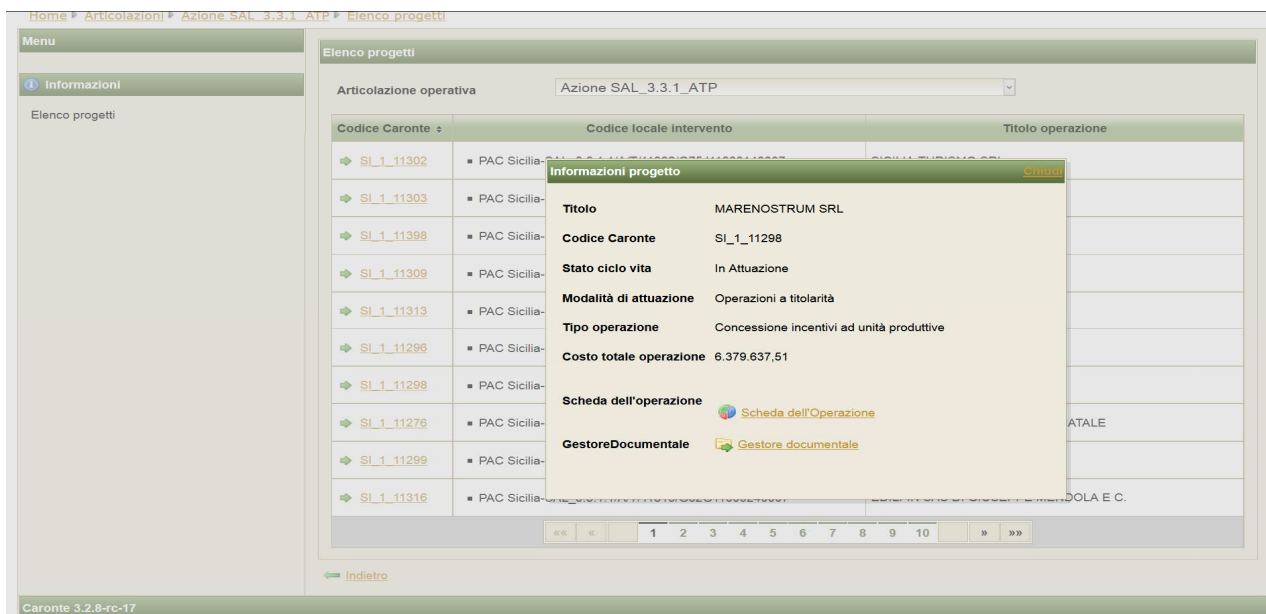 Home Articolazioni Azione SAL_3.3.1_ATP Elenco progetti
Menu
Informazioni
Elenco progetti
Elenco progetti
Articolazione operativa Azione SAL_3.3.1_ATP
Codice Caronte Codice locale intervento Titolo operazione
SI_1_11302 PAC Sicilia-
SI_1_11303 PAC Sicilia-
SI_1_11398 PAC Sicilia-
SI_1_11309 PAC Sicilia-
SI_1_11313 PAC Sicilia-
SI_1_11296 PAC Sicilia-
SI_1_11298 PAC Sicilia-
SI_1_11276 PAC Sicilia- ATALE
SI_1_11299 PAC Sicilia-
SI_1_11316 PAC Sicilia- DOLA E C.
Informazioni progetto Chiudi
Titolo MARENOSTRUM SRL
Codice Caronte SI_1_11298
Stato ciclo vita In Attuazione
Modalità di attuazione Operazioni a titolarità
Tipo operazione Concessione incentivi ad unità produttive
Costo totale operazione 6.379.637,51
Scheda dell'operazione Scheda dell'Operazione
GestoreDocumentale Gestore documentale
«« « 1 2 3 4 5 6 7 8 9 10 » »»
Indietro
Caronte 3.2.8-rc-17